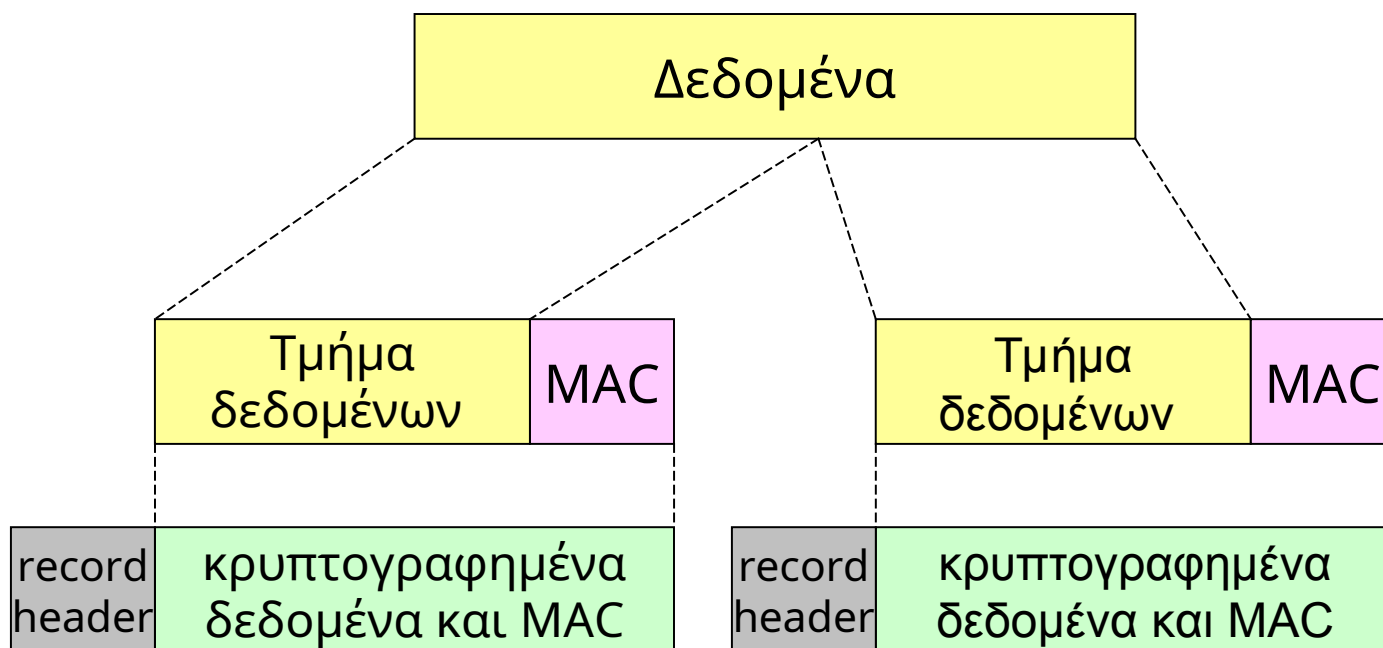 Δεδομένα
Τμήμα
δεδομένων
MAC
Τμήμα
δεδομένων
MAC
record
header
κρυπτογραφημένα
δεδομένα και MAC
record
header
κρυπτογραφημένα
δεδομένα και MAC